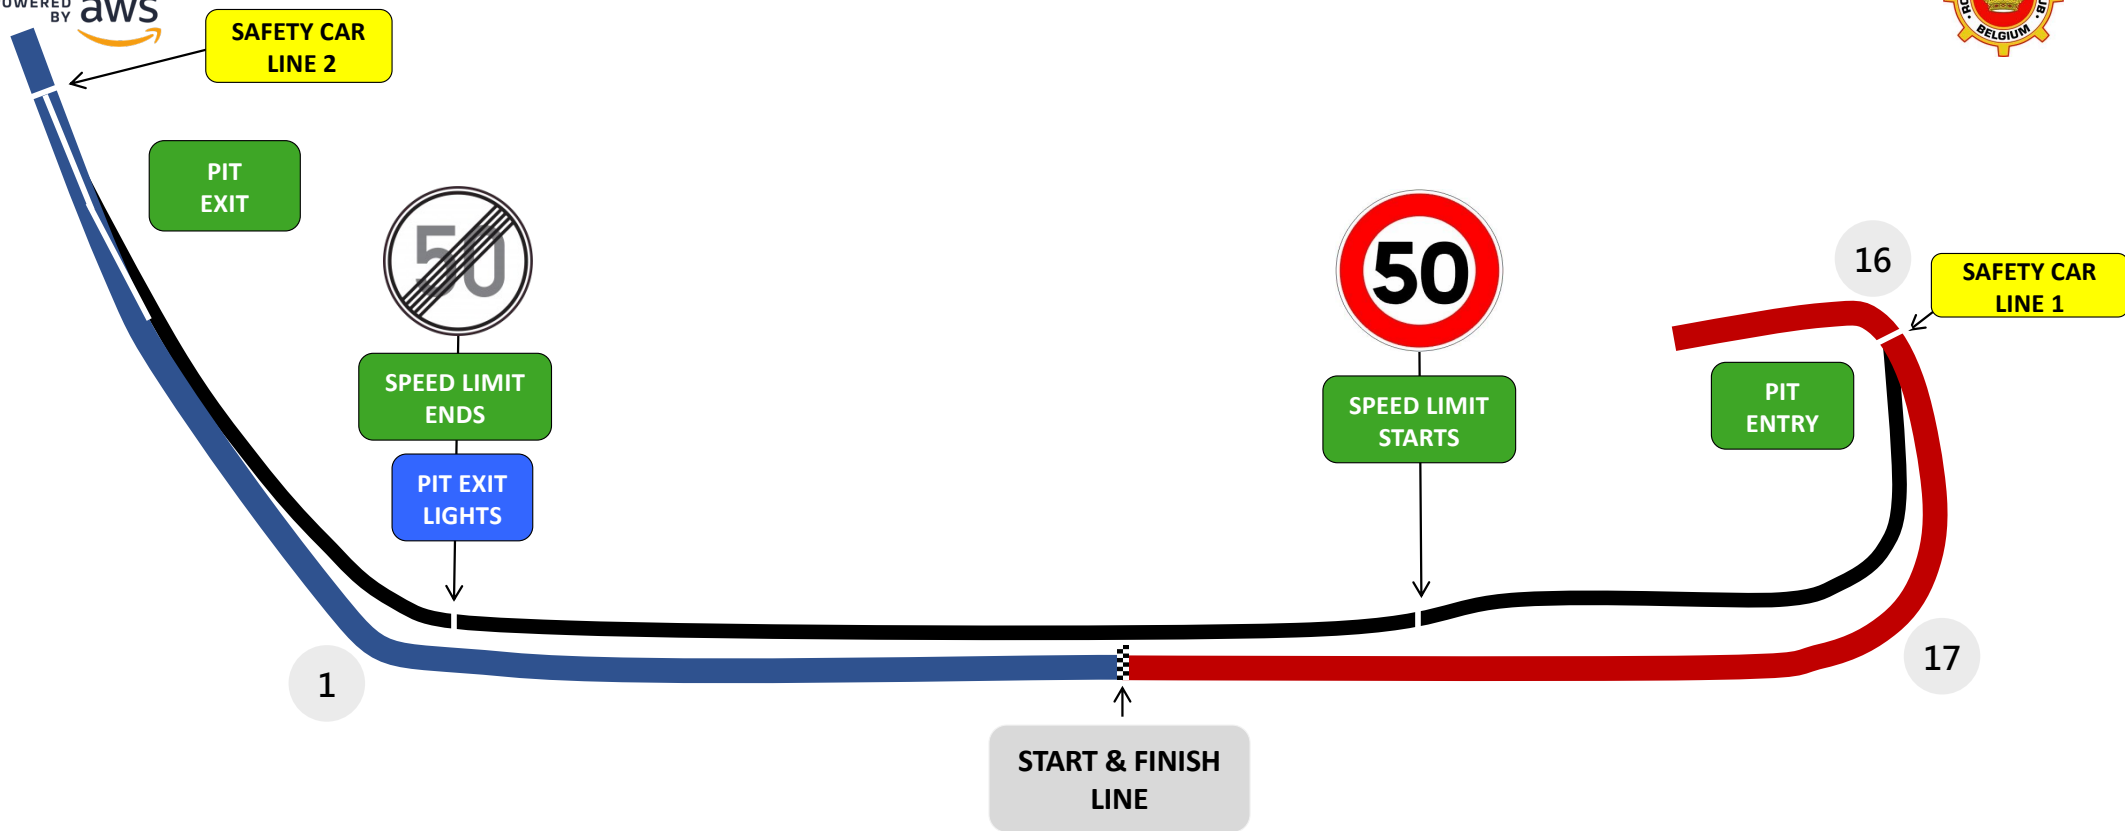 POWERED
BY aws
SAFETY CAR
LINE 2
BELGIUM
PIT
EXIT
50
50
16
SAFETY CAR
LINE 1
SPEED LIMIT
ENDS
SPEED LIMIT
STARTS
PIT
ENTRY
PIT EXIT
LIGHTS
1
17
START & FINISH
LINE